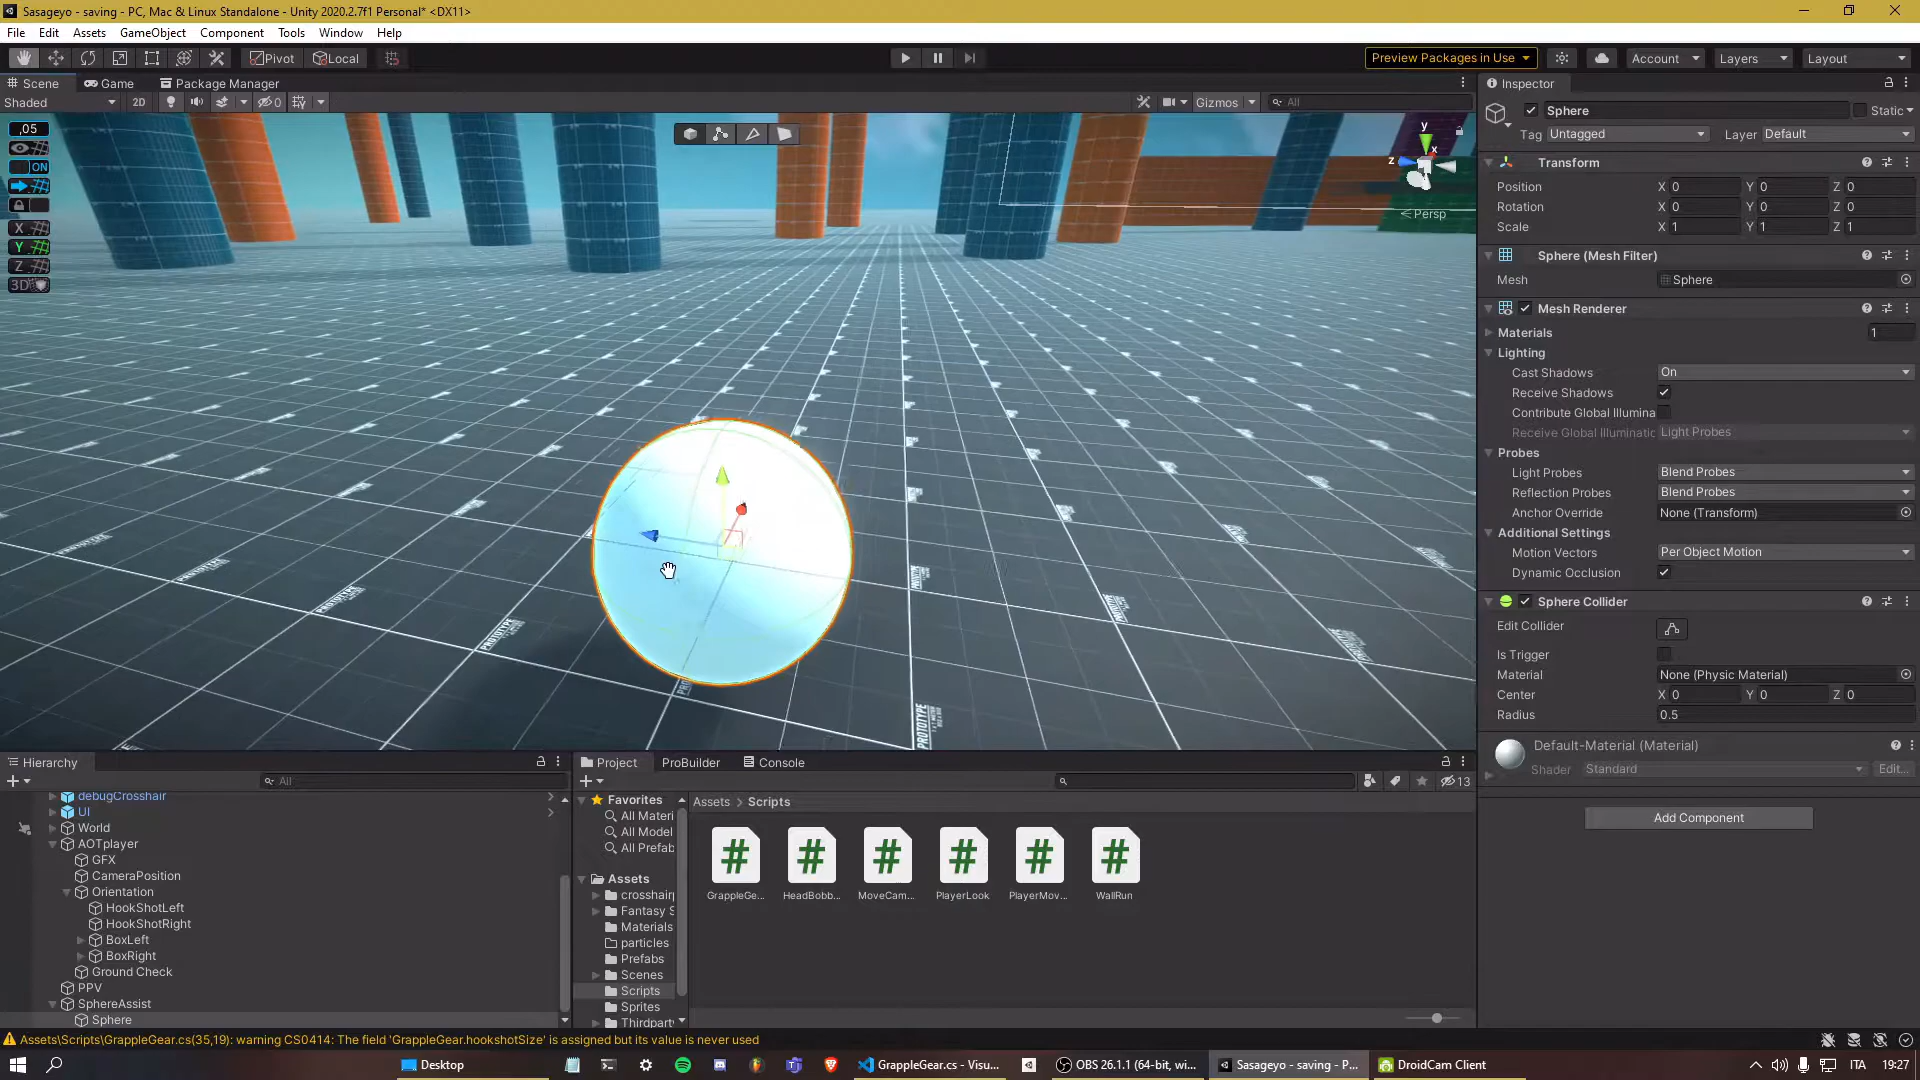 Sasageyo - saving - PC, Mac & Linux Standalone - Unity 2020.2.7f1 Personal* <DX11>
File Edit Assets GameObject Component Tools Window Help
Pivot Local Preview Packages in Use Account Layers Layout
Scene Game Package Manager
Shaded 2D 0 Gizmos All
,05
ON
X
Y
Z
3D
y
x
z
Persp
PROTOTYPE
PROTOTYPE
PROTOTYPE
Inspector
Sphere Static
Tag Untagged Layer Default
Transform
Position X 0 Y 0 Z 0
Rotation X 0 Y 0 Z 0
Scale X 1 Y 1 Z 1
Sphere (Mesh Filter)
Mesh Sphere
Mesh Renderer
Materials 1
Lighting
Cast Shadows On
Receive Shadows
Contribute Global Illumina
Receive Global Illuminatic Light Probes
Probes
Light Probes Blend Probes
Reflection Probes Blend Probes
Anchor Override None (Transform)
Additional Settings
Motion Vectors Per Object Motion
Dynamic Occlusion
Sphere Collider
Edit Collider
Is Trigger
Material None (Physic Material)
Center X 0 Y 0 Z 0
Radius 0.5
Default-Material (Material)
Shader Standard Edit...
Add Component
Hierarchy
All
debugCrosshair
UI
World
AOTplayer
GFX
CameraPosition
Orientation
HookShotLeft
HookShotRight
BoxLeft
BoxRight
Ground Check
PPV
SphereAssist
Sphere
Project ProBuilder Console
13
Favorites
All Materi
All Model
All Prefab
Assets
crosshairp
Fantasy S
Materials
particles
Prefabs
Scenes
Scripts
Sprites
Thirdpart
Assets > Scripts
GrappleGe... HeadBobb... MoveCam... PlayerLook PlayerMov... WallRun
Assets\Scripts\GrappleGear.cs(35,19): warning CS0414: The field 'GrappleGear.hookshotSize' is assigned but its value is never used
Desktop GrappleGear.cs - Visu... OBS 26.1.1 (64-bit, wi... Sasageyo - saving - P... DroidCam Client ITA 19:27